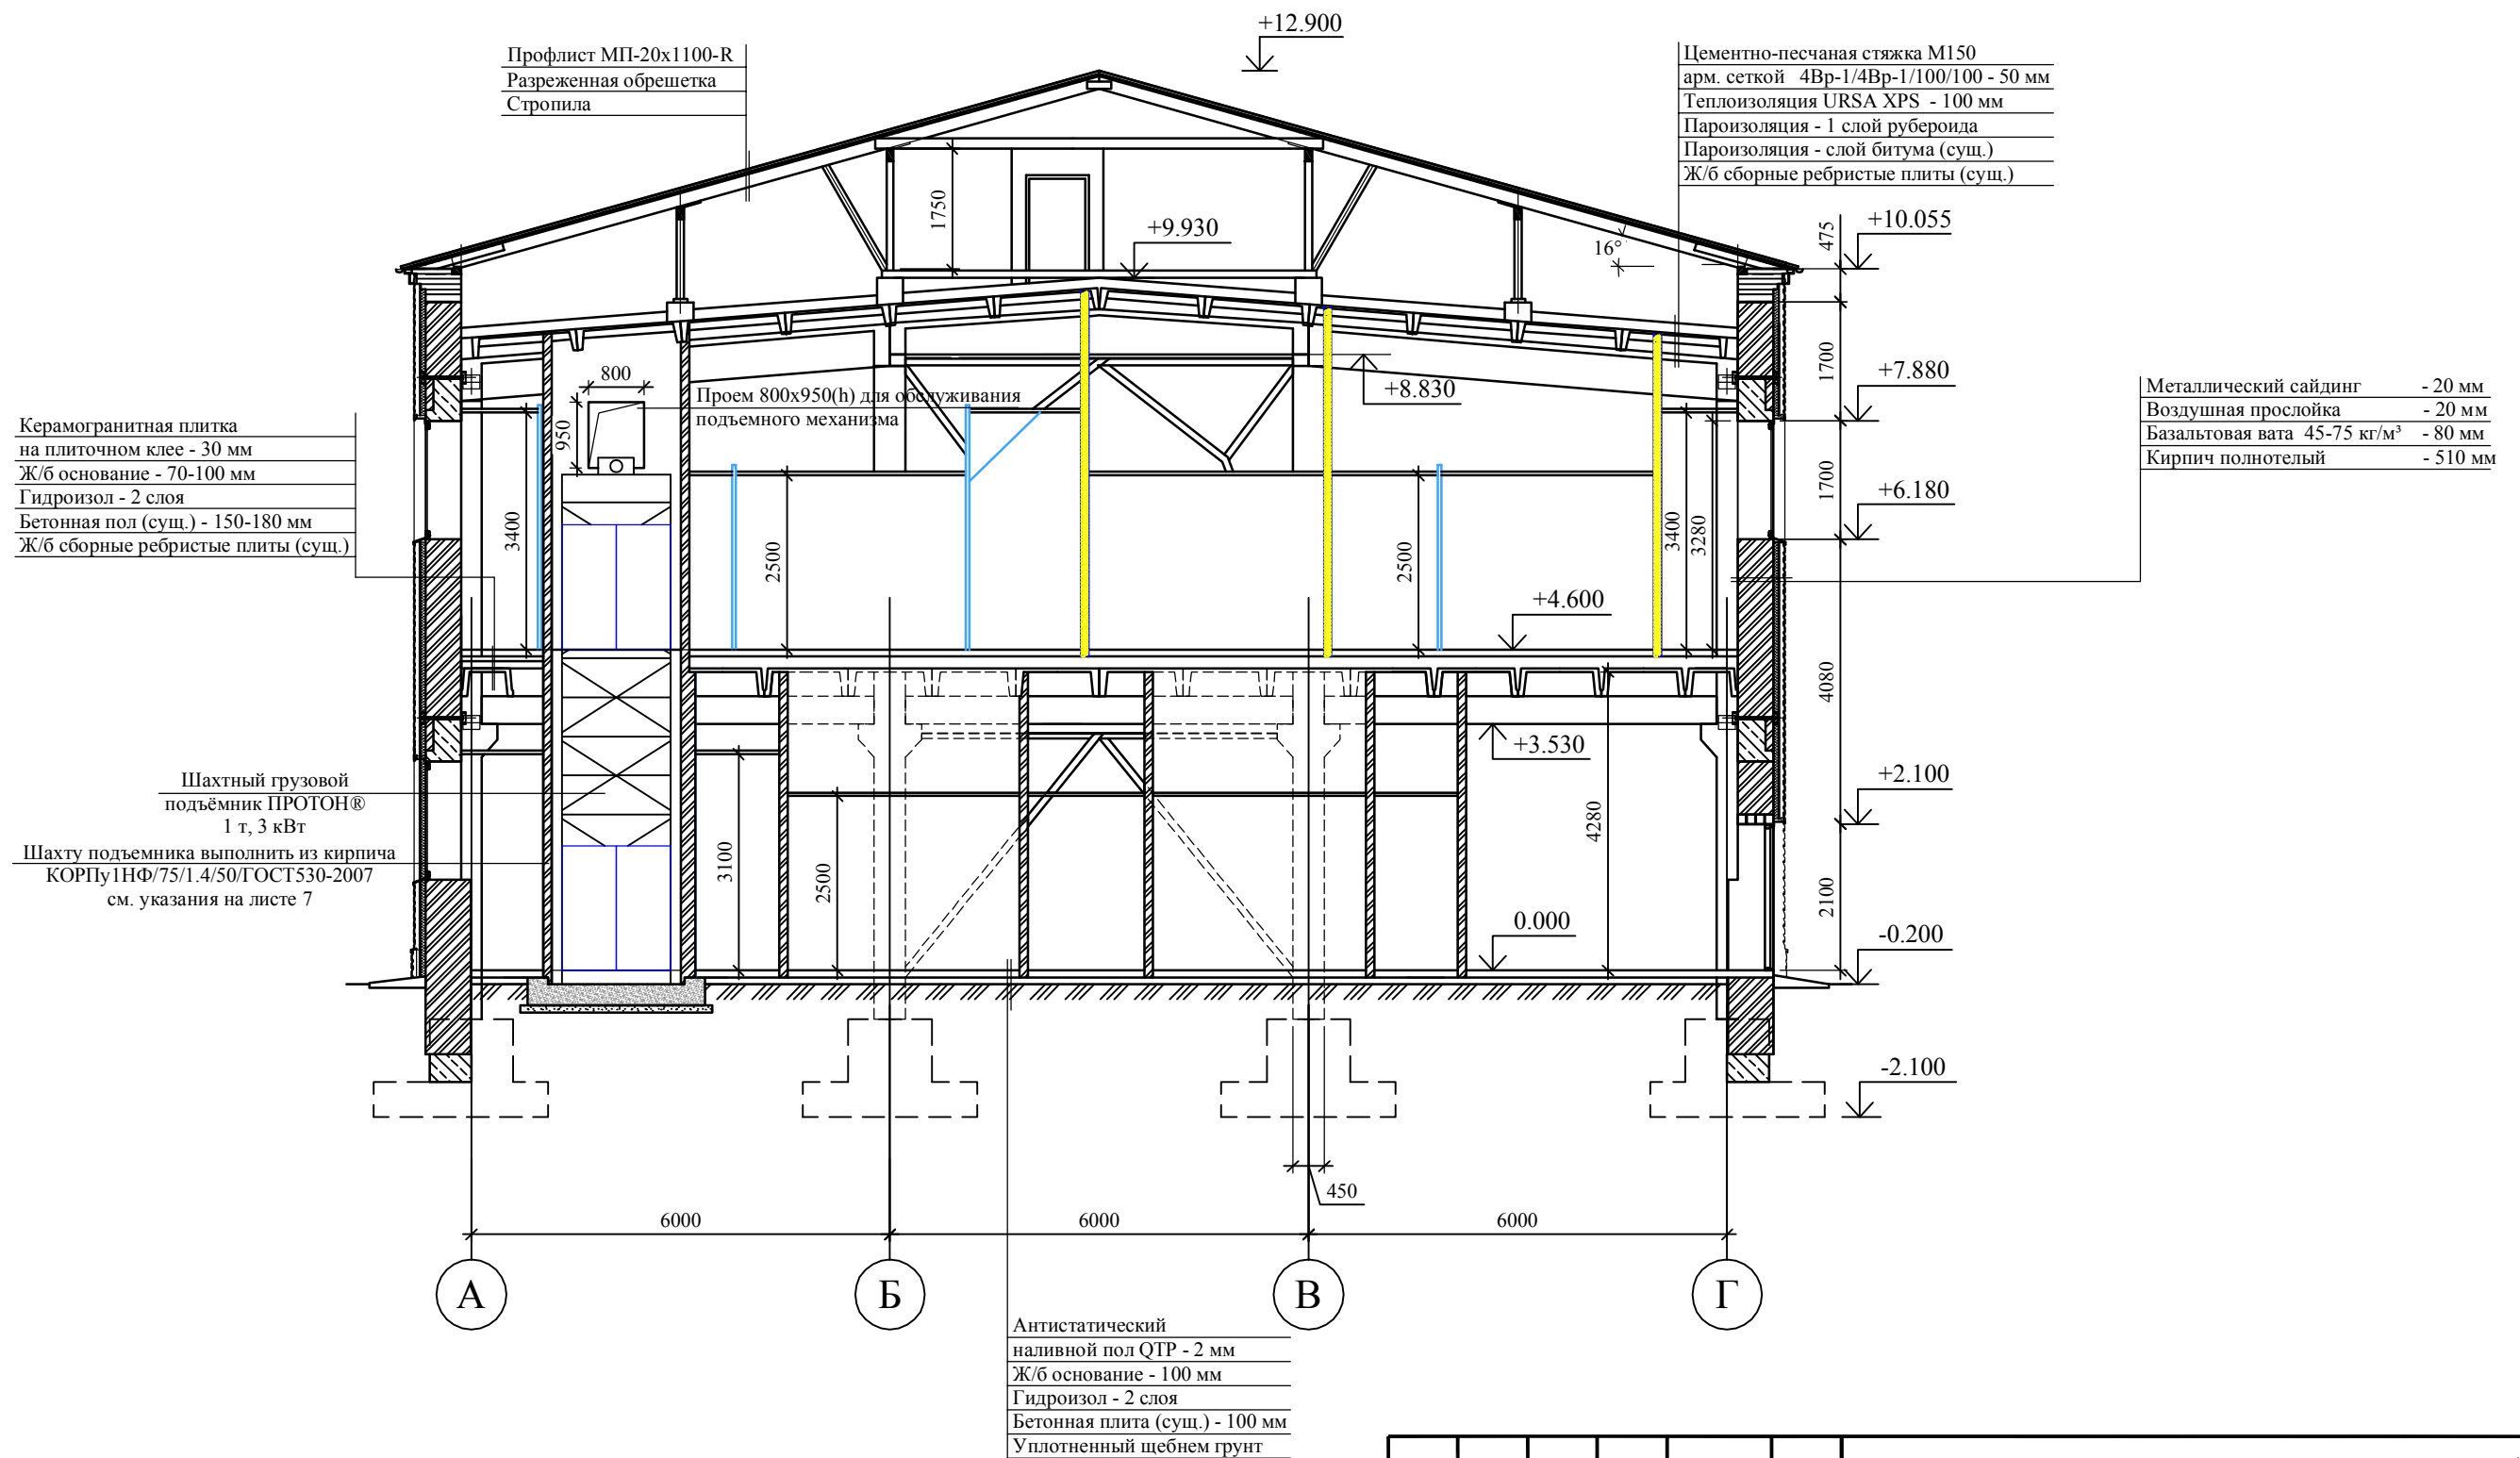 +12.900
Профлист МП-20х1100-R
Разреженная обрешетка
Стропила
Цементно-песчаная стяжка М150
арм. сеткой 4Вр-1/4Вр-1/100/100 - 50 мм
Теплоизоляция URSA XPS - 100 мм
Пароизоляция - 1 слой рубероида
Пароизоляция - слой битума (сущ.)
Ж/б сборные ребристые плиты (сущ.)
1750
+9.930
16°
475
+10.055
1700
+7.880
800
950
Проем 800х950(h) для обслуживания
подъемного механизма
+8.830
Металлический сайдинг - 20 мм
Воздушная прослойка - 20 мм
Базальтовая вата 45-75 кг/м³ - 80 мм
Кирпич полнотелый - 510 мм
Керамогранитная плитка
на плиточном клее - 30 мм
Ж/б основание - 70-100 мм
Гидроизол - 2 слоя
Бетонная пол (сущ.) - 150-180 мм
Ж/б сборные ребристые плиты (сущ.)
3400
2500
2500
3400
3280
1700
+6.180
+4.600
4080
+3.530
+2.100
Шахтный грузовой
подъёмник ПРОТОН®
1 т, 3 кВт
Шахту подъемника выполнить из кирпича
КОРПу1НФ/75/1.4/50/ГОСТ530-2007
см. указания на листе 7
3100
2500
4280
2100
0.000
-0.200
-2.100
450
6000
6000
6000
А
Б
В
Г
Антистатический
наливной пол QTP - 2 мм
Ж/б основание - 100 мм
Гидроизол - 2 слоя
Бетонная плита (сущ.) - 100 мм
Уплотненный щебнем грунт